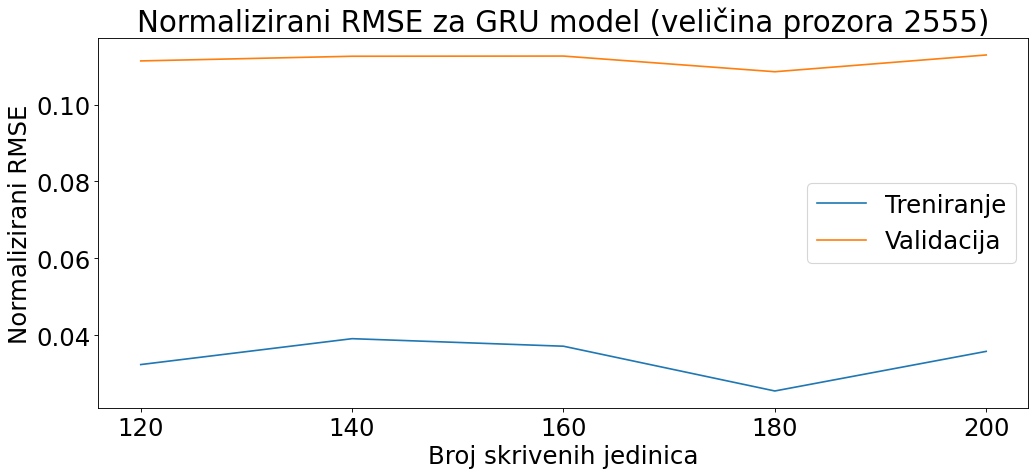 Normalizirani RMSE za GRU model (veličina prozora 2555)
Normalizirani RMSE
0.10
0.08
0.06
0.04
Treniranje
Validacija
120 140 160 180 200
Broj skrivenih jedinica